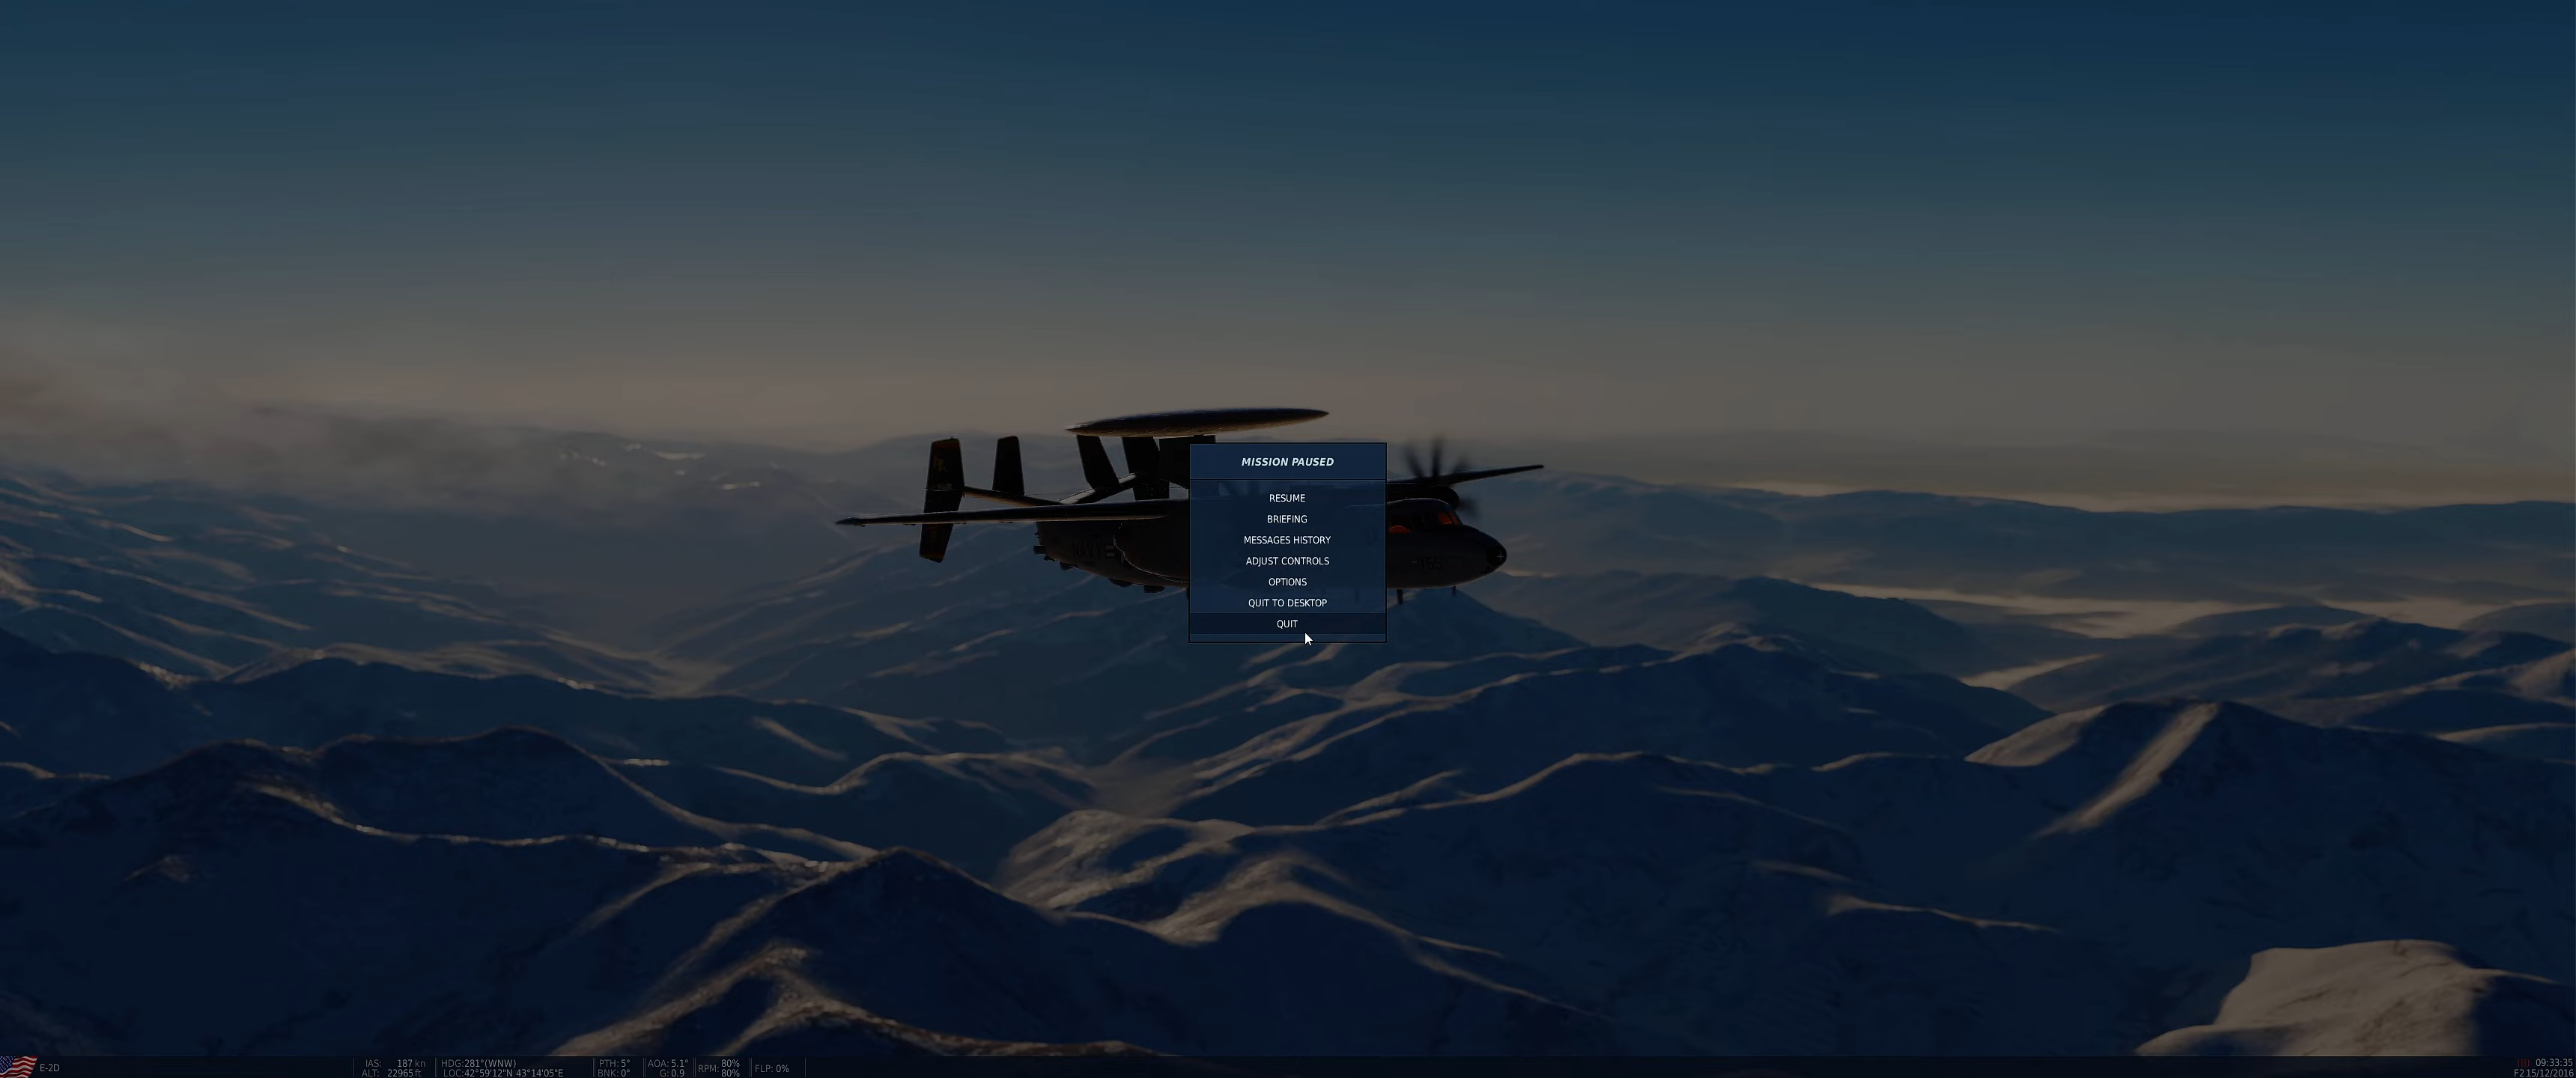 MISSION PAUSED
RESUME
BRIEFING
MESSAGES HISTORY
ADJUST CONTROLS
OPTIONS
QUIT TO DESKTOP
QUIT
E-2D
IAS: 187 kn
ALT: 22965 ft
HDG: 281°(WNW)
LOC: 42°59'12"N 43°14'05"E
PTH: 5°
BNK: 0°
AOA: 5.1°
G: 0.9
RPM: 80%
80%
FLP: 0%
09:33:35
F2 15/12/2016